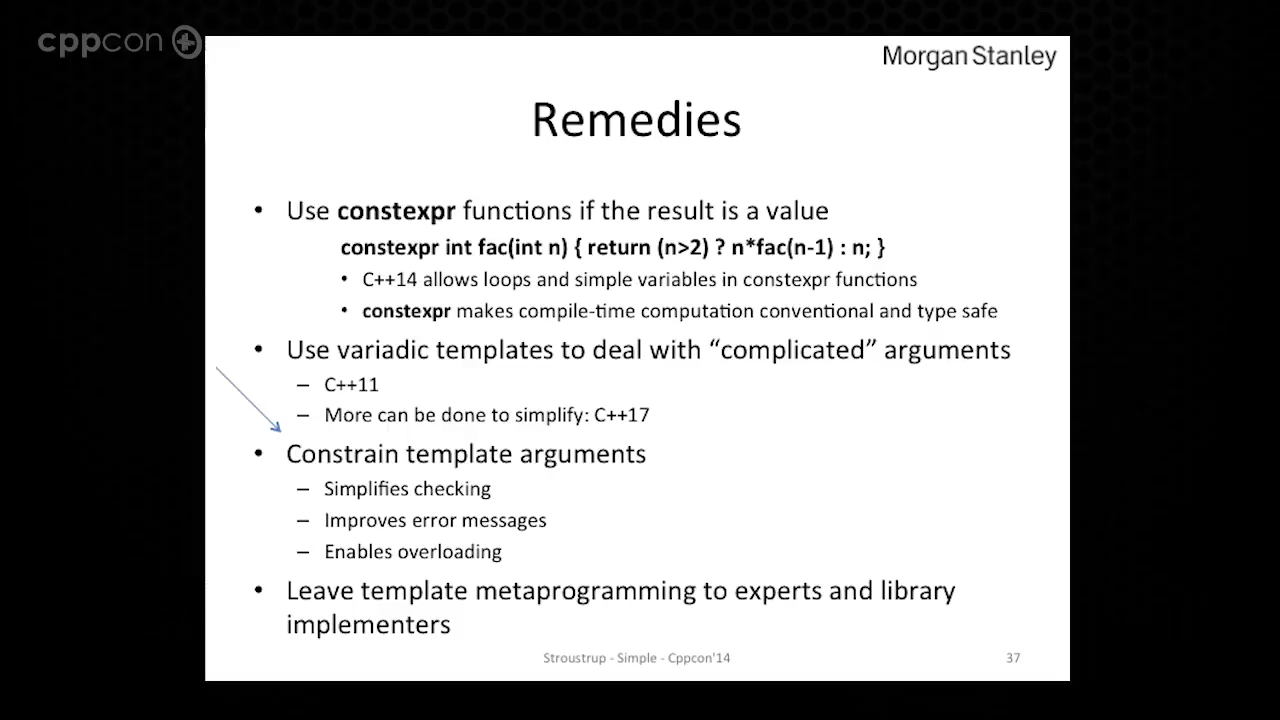 cppcon
Morgan Stanley
Remedies
• Use constexpr functions if the result is a value
constexpr int fac(int n) { return (n>2) ? n*fac(n-1) : n; }
• C++14 allows loops and simple variables in constexpr functions
• constexpr makes compile-time computation conventional and type safe
• Use variadic templates to deal with “complicated” arguments
– C++11
– More can be done to simplify: C++17
• Constrain template arguments
– Simplifies checking
– Improves error messages
– Enables overloading
• Leave template metaprogramming to experts and library
implementers
Stroustrup - Simple - Cppcon'14
37